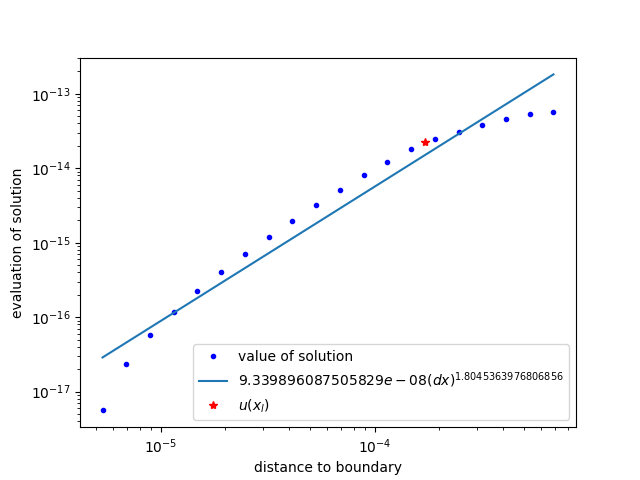 10⁻¹³
10⁻¹⁴
10⁻¹⁵
10⁻¹⁶
10⁻¹⁷
evaluation of solution
value of solution
9.339896087505829e − 08(dx)^1.8045363976806856
u(x_l)
10⁻⁵
10⁻⁴
distance to boundary